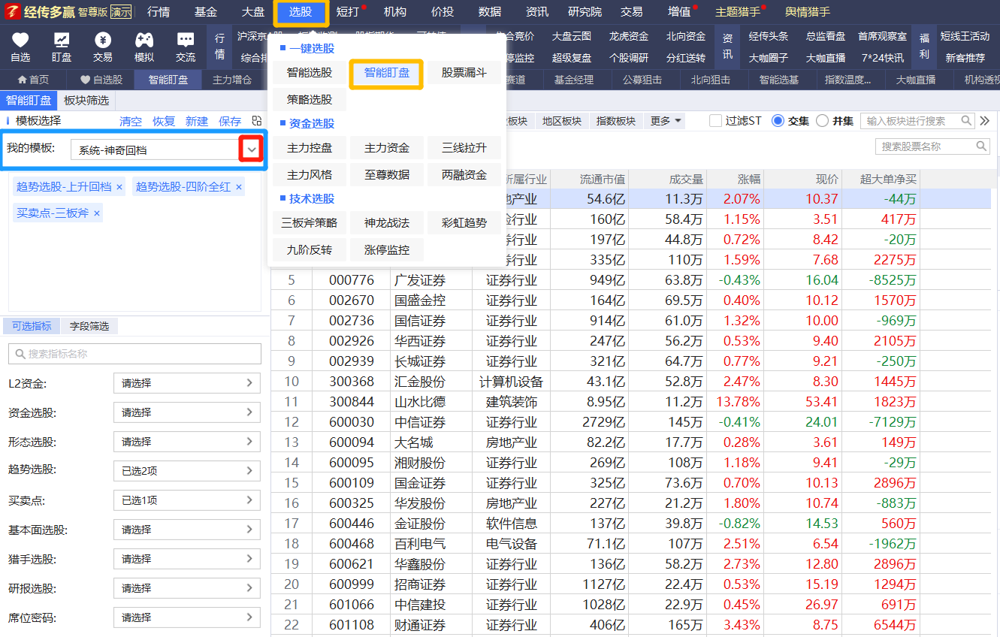 经传多赢 智尊版 演示 行情 基金 大盘 选股 短打 机构 价投 数据 资讯 研究院 交易 增值 主题猎手 舆情猎手
自选 盯盘 交易 模拟 交流 行情 资讯 福利
沪深京 集合竞价 大盘云图 龙虎资金 北向资金 经传头条 总监看盘 首席观察室 短线王活动
综合排 停监控 超级复盘 个股调研 分红送转 大咖圈子 大咖直播 7*24快讯 新客推荐
首页 自选股 智能盯盘 主力增仓 赛道 基金经理 公募狙击 北向狙击 智能选基 指数温度... 大咖直播 机构透视
一键选股
智能选股 智能盯盘 股票漏斗
策略选股
资金选股
主力控盘 主力资金 三线拉升
主力风格 至尊数据 两融资金
技术选股
三板斧策略 神龙战法 彩虹趋势
九阶反转 涨停监控
智能盯盘 板块筛选
模板选择 清空 恢复 新建 保存
板块 地区板块 指数板块 更多 过滤ST 交集 并集 输入板块进行搜索
我的模板: 系统-神奇回档
搜索股票名称
趋势选股-上升回档 × 趋势选股-四阶全红 ×
买卖点-三板斧 ×
可选指标 字段筛选
搜索指标名称
L2资金: 请选择
资金选股: 请选择
形态选股: 请选择
趋势选股: 已选2项
买卖点: 已选1项
基本面选股: 请选择
猎手选股: 请选择
研报选股: 请选择
席位密码: 请选择
所属行业 流通市值 成交量 涨幅 现价 超大单净买
地产业 54.6亿 11.3万 2.07% 10.37 -44万
行业 160亿 58.4万 1.15% 3.51 417万
券行业 197亿 44.8万 0.72% 8.42 -20万
券行业 335亿 110万 1.59% 7.68 2275万
5 000776 广发证券 证券行业 949亿 63.8万 -0.43% 16.04 -8525万
6 002670 国盛金控 证券行业 164亿 69.5万 0.40% 10.12 1570万
7 002736 国信证券 证券行业 914亿 61.0万 1.32% 10.00 -969万
8 002926 华西证券 证券行业 247亿 56.2万 0.53% 9.40 2105万
9 002939 长城证券 证券行业 321亿 64.7万 0.77% 9.21 -250万
10 300368 汇金股份 计算机设备 43.1亿 52.8万 2.47% 8.30 1445万
11 300844 山水比德 建筑装饰 8.95亿 11.2万 13.78% 53.41 1823万
12 600030 中信证券 证券行业 2729亿 145万 -0.41% 24.01 -7129万
13 600094 大名城 房地产业 82.2亿 17.7万 0.28% 3.61 149万
14 600095 湘财股份 证券行业 269亿 108万 1.18% 9.41 -29万
15 600109 国金证券 证券行业 325亿 73.6万 0.70% 10.13 2896万
16 600325 华发股份 房地产业 227亿 21.2万 1.80% 10.74 -883万
17 600446 金证股份 软件信息 137亿 39.8万 -0.82% 14.53 560万
18 600468 百利电气 电气设备 71.1亿 107万 2.51% 6.54 -1962万
19 600621 华鑫股份 证券行业 136亿 58.2万 2.73% 12.80 2896万
20 600999 招商证券 证券行业 1127亿 22.4万 0.53% 15.19 1294万
21 601066 中信建投 证券行业 1028亿 22.9万 0.45% 26.97 691万
22 601108 财通证券 证券行业 406亿 165万 3.43% 8.75 6544万